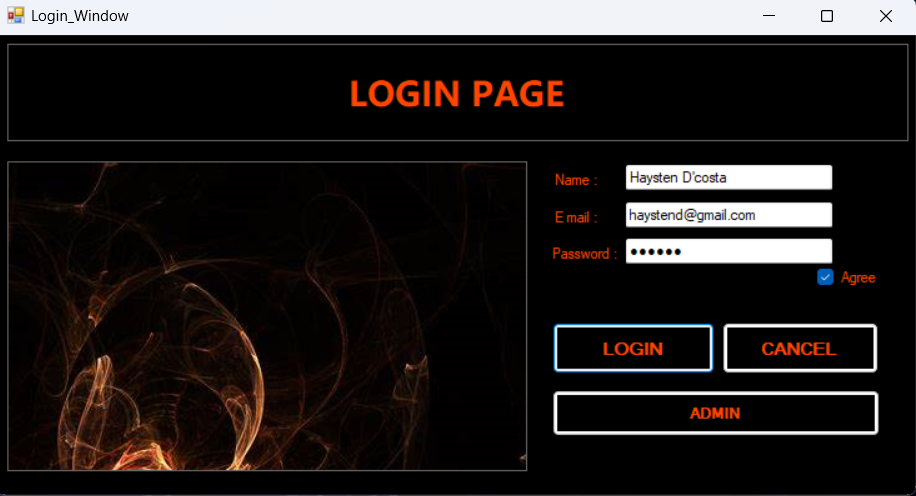 Login_Window
LOGIN PAGE
Name : Haysten D'costa
E mail : haystend@gmail.com
Password : ••••••
Agree
LOGIN CANCEL
ADMIN